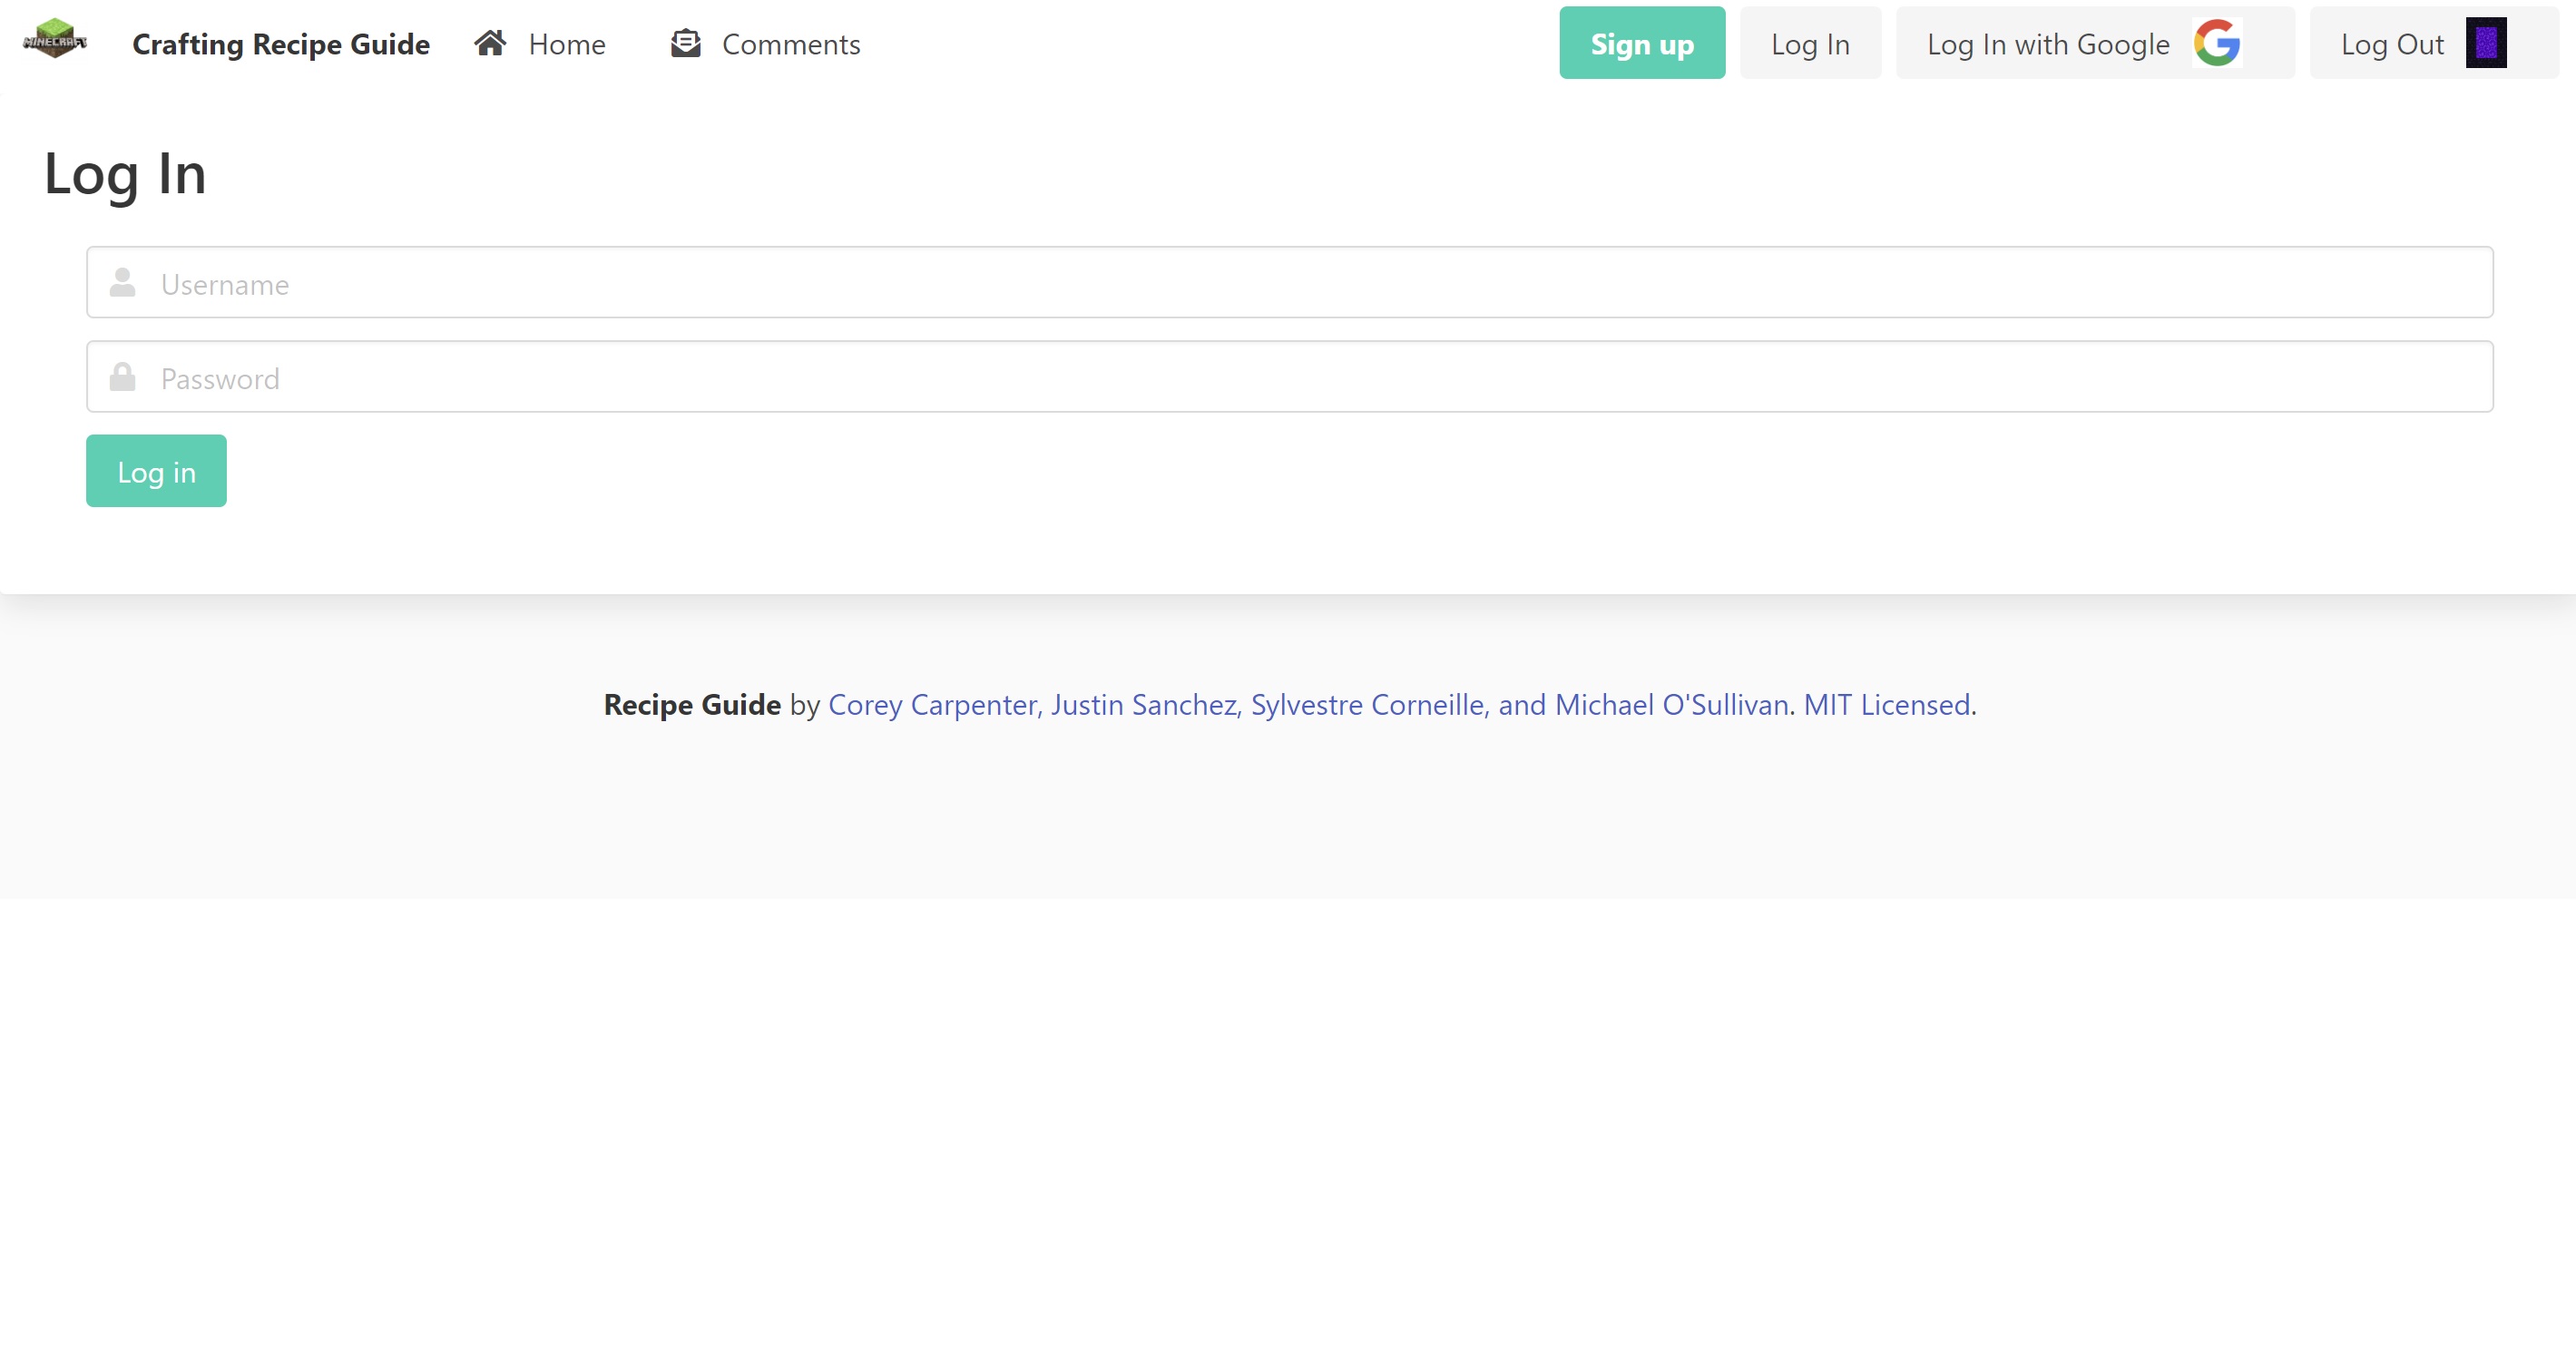 MINECRAFT Crafting Recipe Guide Home Comments Sign up Log In Log In with Google Log Out
Log In
Username
Password
Log in
Recipe Guide by Corey Carpenter, Justin Sanchez, Sylvestre Corneille, and Michael O'Sullivan. MIT Licensed.